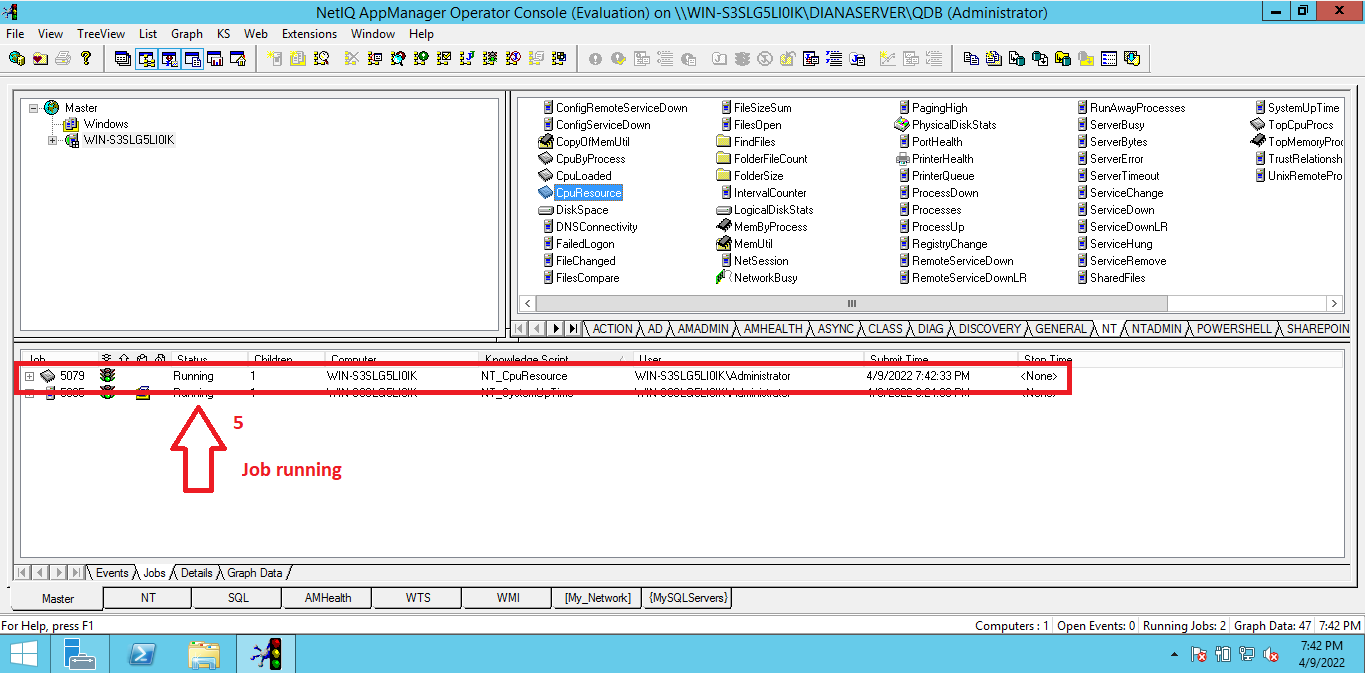 NetIQ AppManager Operator Console (Evaluation) on \\WIN-S3SLG5LI0IK\DIANASERVER\QDB (Administrator)
File View TreeView List Graph KS Web Extensions Window Help
Master
Windows
WIN-S3SLG5LI0IK
ConfigRemoteServiceDown FileSizeSum PagingHigh RunAwayProcesses SystemUpTime
ConfigServiceDown FilesOpen PhysicalDiskStats ServerBusy TopCpuProcs
CopyOfMemUtil FindFiles PortHealth ServerBytes TopMemoryProc
CpuByProcess FolderFileCount PrinterHealth ServerError TrustRelationsh
CpuLoaded FolderSize PrinterQueue ServerTimeout UnixRemotePro
CpuResource IntervalCounter ProcessDown ServiceChange
DiskSpace LogicalDiskStats Processes ServiceDown
DNSConnectivity MemByProcess ProcessUp ServiceDownLR
FailedLogon MemUtil RegistryChange ServiceHung
FileChanged NetSession RemoteServiceDown ServiceRemove
FilesCompare NetworkBusy RemoteServiceDownLR SharedFiles
ACTION AD AMADMIN AMHEALTH ASYNC CLASS DIAG DISCOVERY GENERAL NT NTADMIN POWERSHELL SHAREPOIN
Job Status Children Computer Knowledge Script User Submit Time Stop Time
5079 Running 1 WIN-S3SLG5LI0IK NT_CpuResource WIN-S3SLG5LI0IK\Administrator 4/9/2022 7:42:33 PM <None>
Running 1 WIN-S3SLG5LI0IK NT_SystemUpTime WIN-S3SLG5LI0IK\Administrator <None>
5
Job running
Events Jobs Details Graph Data
Master NT SQL AMHealth WTS WMI [My_Network] {MySQLServers}
For Help, press F1 Computers : 1 Open Events: 0 Running Jobs: 2 Graph Data: 47 7:42 PM
7:42 PM
4/9/2022